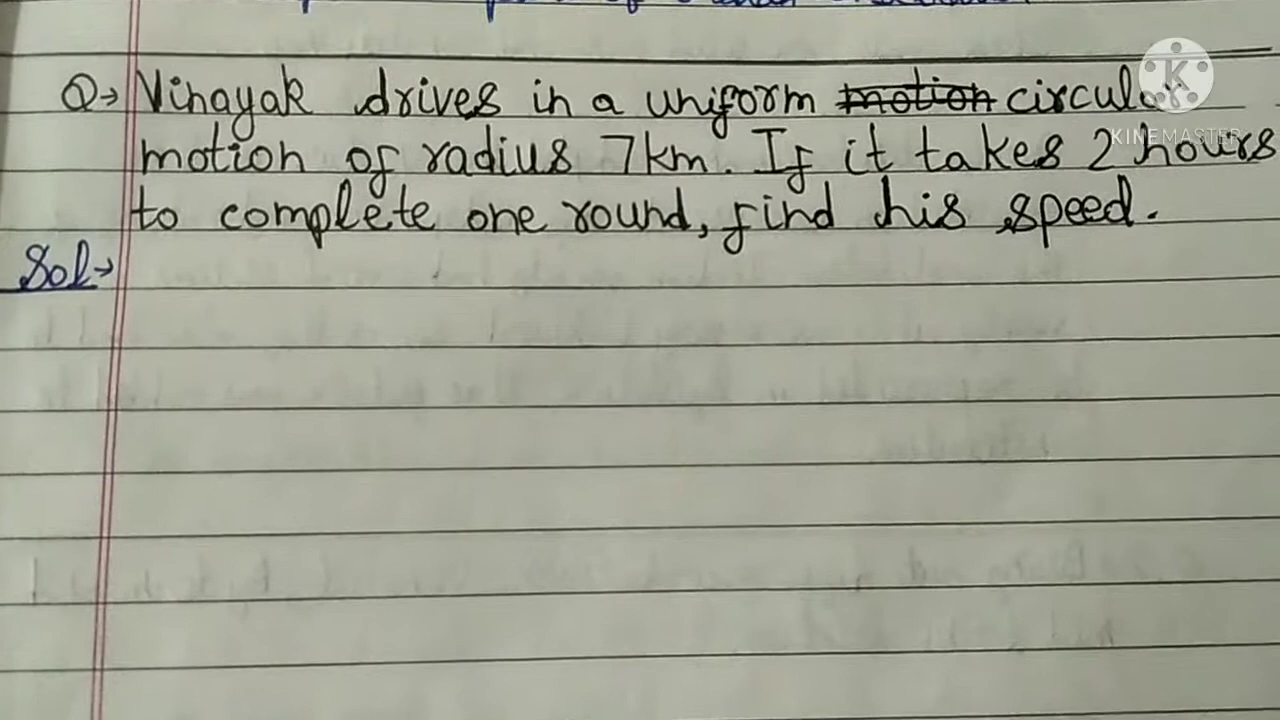 Q→ Vinayak drives in a uniform motion circular
motion of radius 7km. If it takes 2 hours
to complete one round, find his speed.
Sol→
K
KINEMASTER